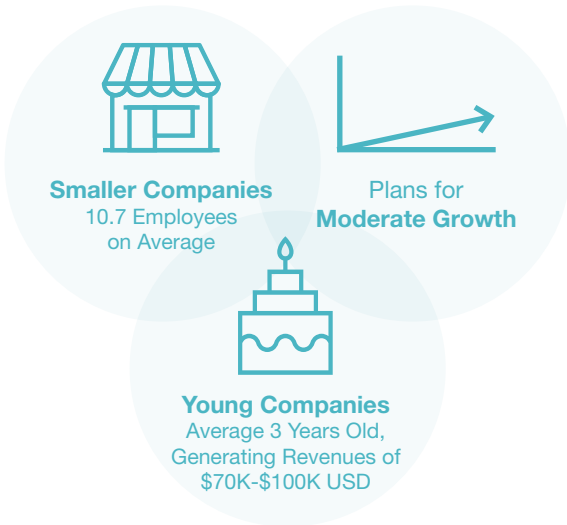 Smaller Companies
10.7 Employees
on Average
Plans for
Moderate Growth
Young Companies
Average 3 Years Old,
Generating Revenues of
$70K-$100K USD